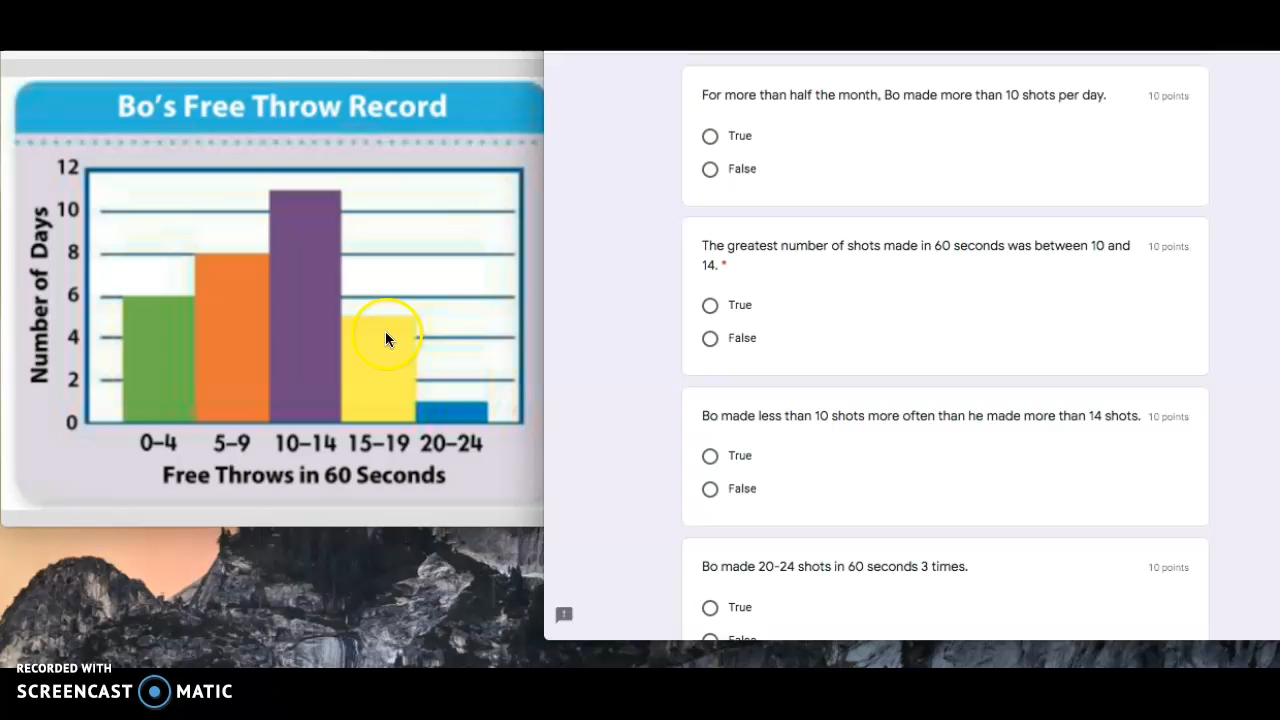 Bo's Free Throw Record
12
10
8
6
4
2
0
Number of Days
0–4 5–9 10–14 15–19 20–24
Free Throws in 60 Seconds
For more than half the month, Bo made more than 10 shots per day. 10 points
True
False
The greatest number of shots made in 60 seconds was between 10 and 10 points
14. *
True
False
Bo made less than 10 shots more often than he made more than 14 shots. 10 points
True
False
Bo made 20-24 shots in 60 seconds 3 times. 10 points
True
False
RECORDED WITH
SCREENCAST MATIC